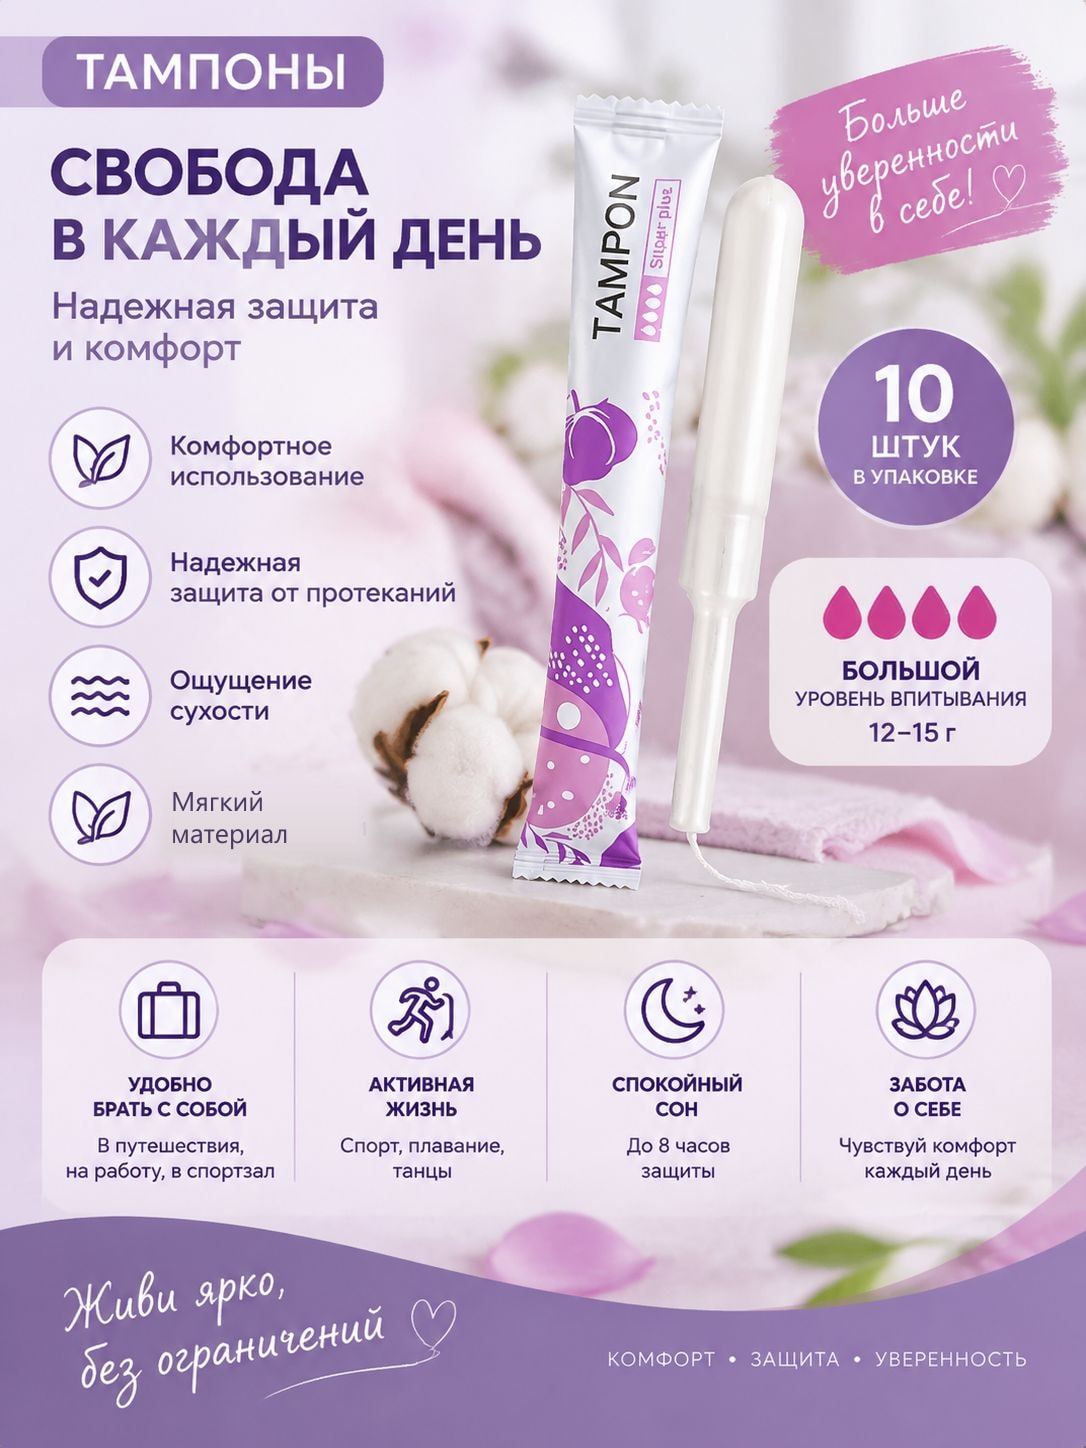 ТАМПОНЫ
СВОБОДА
В КАЖДЫЙ ДЕНЬ
Надежная защита
и комфорт
Больше
уверенности
в себе!
TAMPON
plus
10
ШТУК
В УПАКОВКЕ
Комфортное
использование
Надежная
защита от протеканий
Ощущение
сухости
Мягкий
материал
БОЛЬШОЙ
УРОВЕНЬ ВПИТЫВАНИЯ
12–15 г
УДОБНО
БРАТЬ С СОБОЙ
В путешествия,
на работу, в спортзал
АКТИВНАЯ
ЖИЗНЬ
Спорт, плавание,
танцы
СПОКОЙНЫЙ
СОН
До 8 часов
защиты
ЗАБОТА
О СЕБЕ
Чувствуй комфорт
каждый день
Живи ярко,
без ограничений
КОМФОРТ • ЗАЩИТА • УВЕРЕННОСТЬ